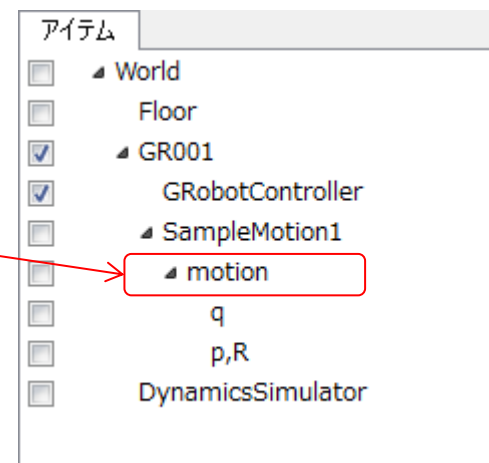 アイテム
World
Floor
GR001
GRobotController
SampleMotion1
motion
q
p,R
DynamicsSimulator